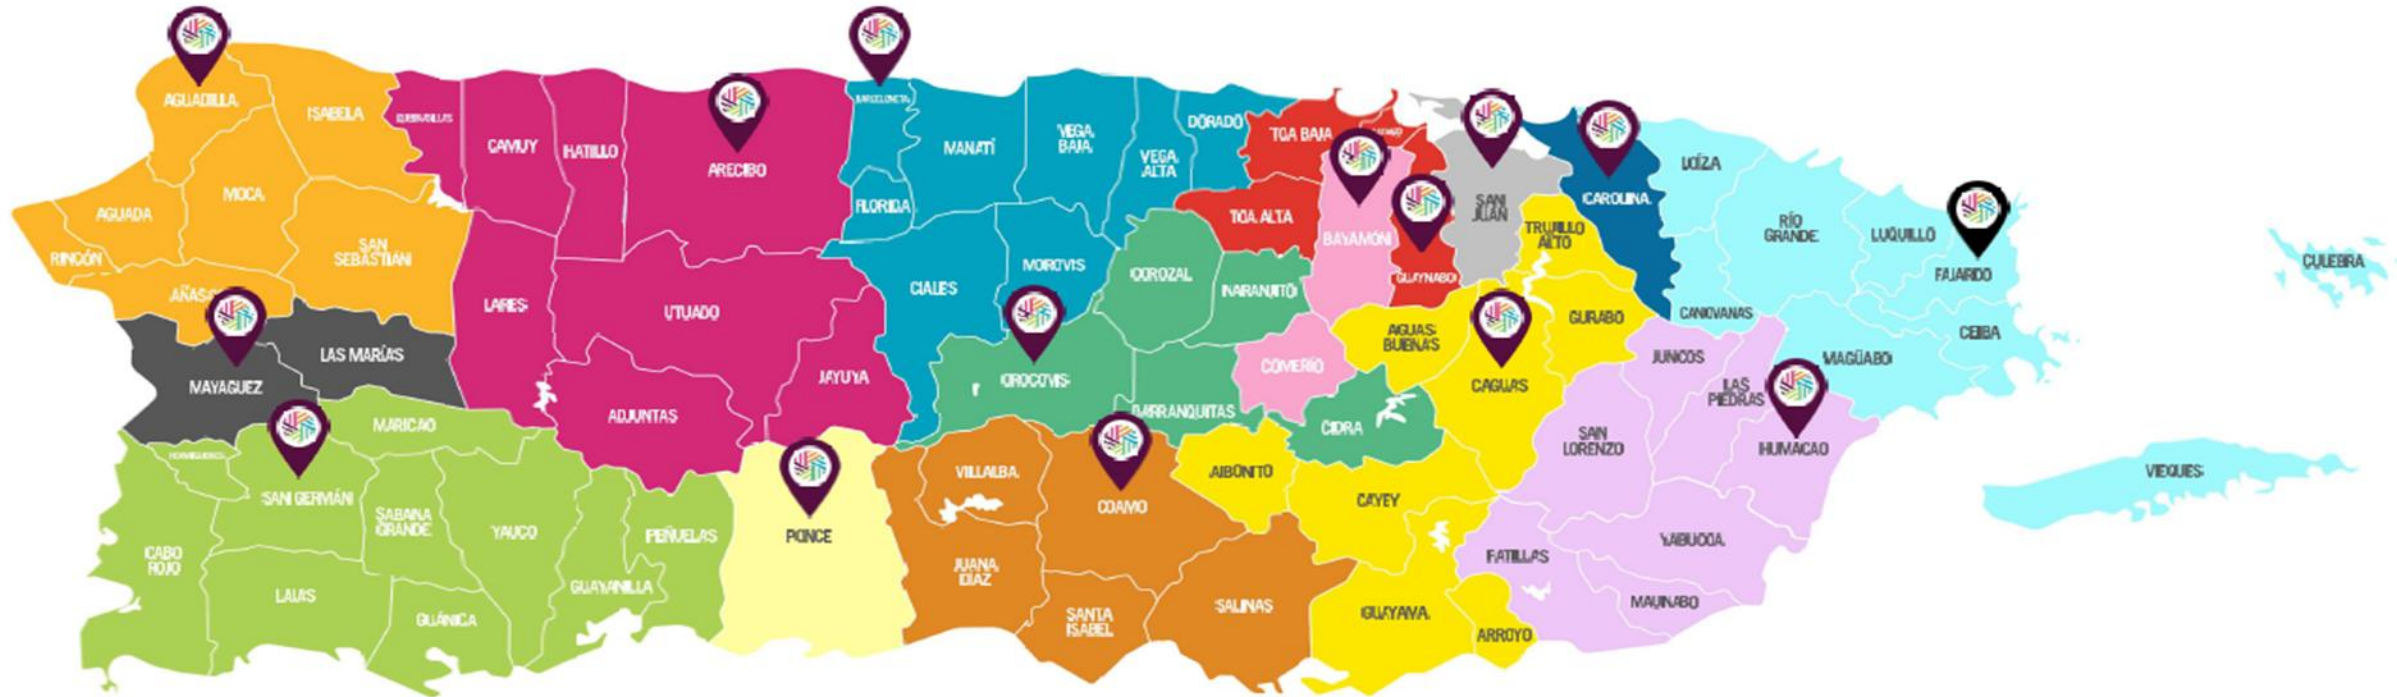 AGUADILLA
ISABELA
CAMUY
HATILLO
ARECIBO
BARCELONETA
MANATÍ
VEGA
BAJA
VEGA
ALTA
DORADO
TOA BAJA
LOÍZA
MOCA
AGUADA
RINCÓN
SAN
SEBASTIÁN
FLORIDA
TOA ALTA
BAYAMÓN
GUAYNABO
SAN
JUAN
CAROLINA
TRUJILLO
ALTO
RÍO
GRANDE
LUQUILLO
FAJARDO
CULEBRA
LARES
UTUADO
CIALES
MOROVIS
COROZAL
NARANJITO
AGUAS
BUENAS
GURABO
CANOVANAS
CEIBA
MAYAGUEZ
LAS MARÍAS
JAYUYA
OROCOVIS
COMERÍO
CAGUAS
JUNCOS
LAS
PIEDRAS
MAGUABO
ADJUNTAS
MARICAO
BARRANQUITAS
CIDRA
SAN
LORENZO
HUMACAO
VIEQUES
SAN GERMÁN
SABANA
GRANDE
YAUCO
PEÑUELAS
PONCE
VILLALBA
COAMO
AIBONITO
CAYEY
CABO
ROJO
LAJAS
GUÁNICA
GUAYANILLA
JUANA
DÍAZ
SANTA
ISABEL
SALINAS
GUAYAMA
ARROYO
PATILLAS
YABUCOA
MAUNABO